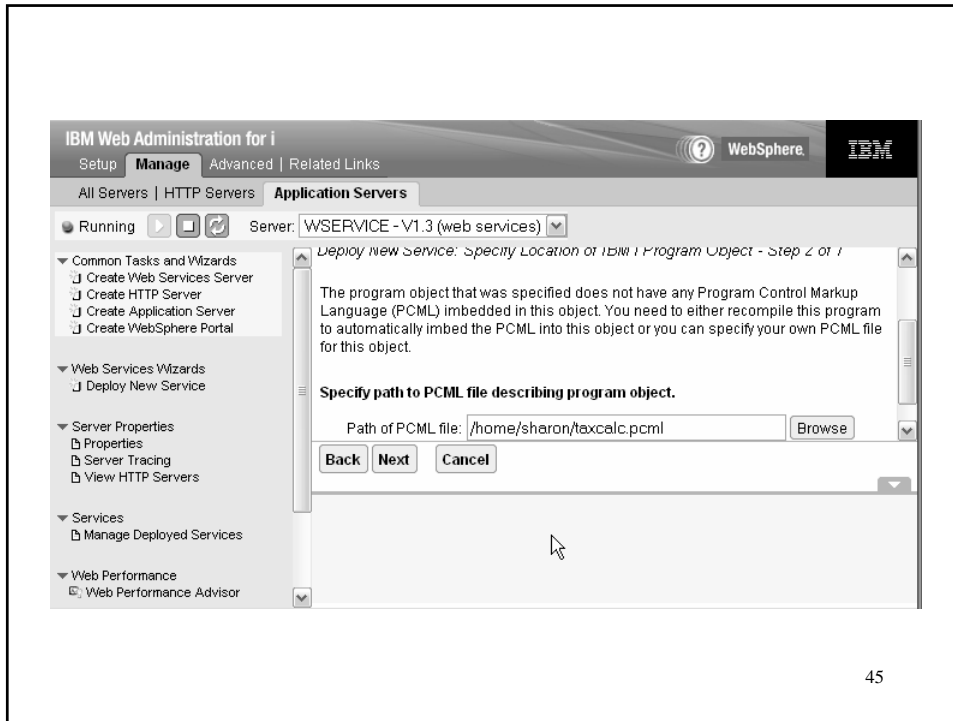 IBM Web Administration for i
WebSphere.
IBM
Setup Manage Advanced | Related Links
All Servers | HTTP Servers Application Servers
Running Server: WSERVICE - V1.3 (web services)
Common Tasks and Wizards
Create Web Services Server
Create HTTP Server
Create Application Server
Create WebSphere Portal
Web Services Wizards
Deploy New Service
Server Properties
Properties
Server Tracing
View HTTP Servers
Services
Manage Deployed Services
Web Performance
Web Performance Advisor
Deploy New Service: Specify Location of IBM i Program Object - Step 2 of 7
The program object that was specified does not have any Program Control Markup
Language (PCML) imbedded in this object. You need to either recompile this program
to automatically imbed the PCML into this object or you can specify your own PCML file
for this object.
Specify path to PCML file describing program object.
Path of PCML file: /home/sharon/taxcalc.pcml Browse
Back Next Cancel
45